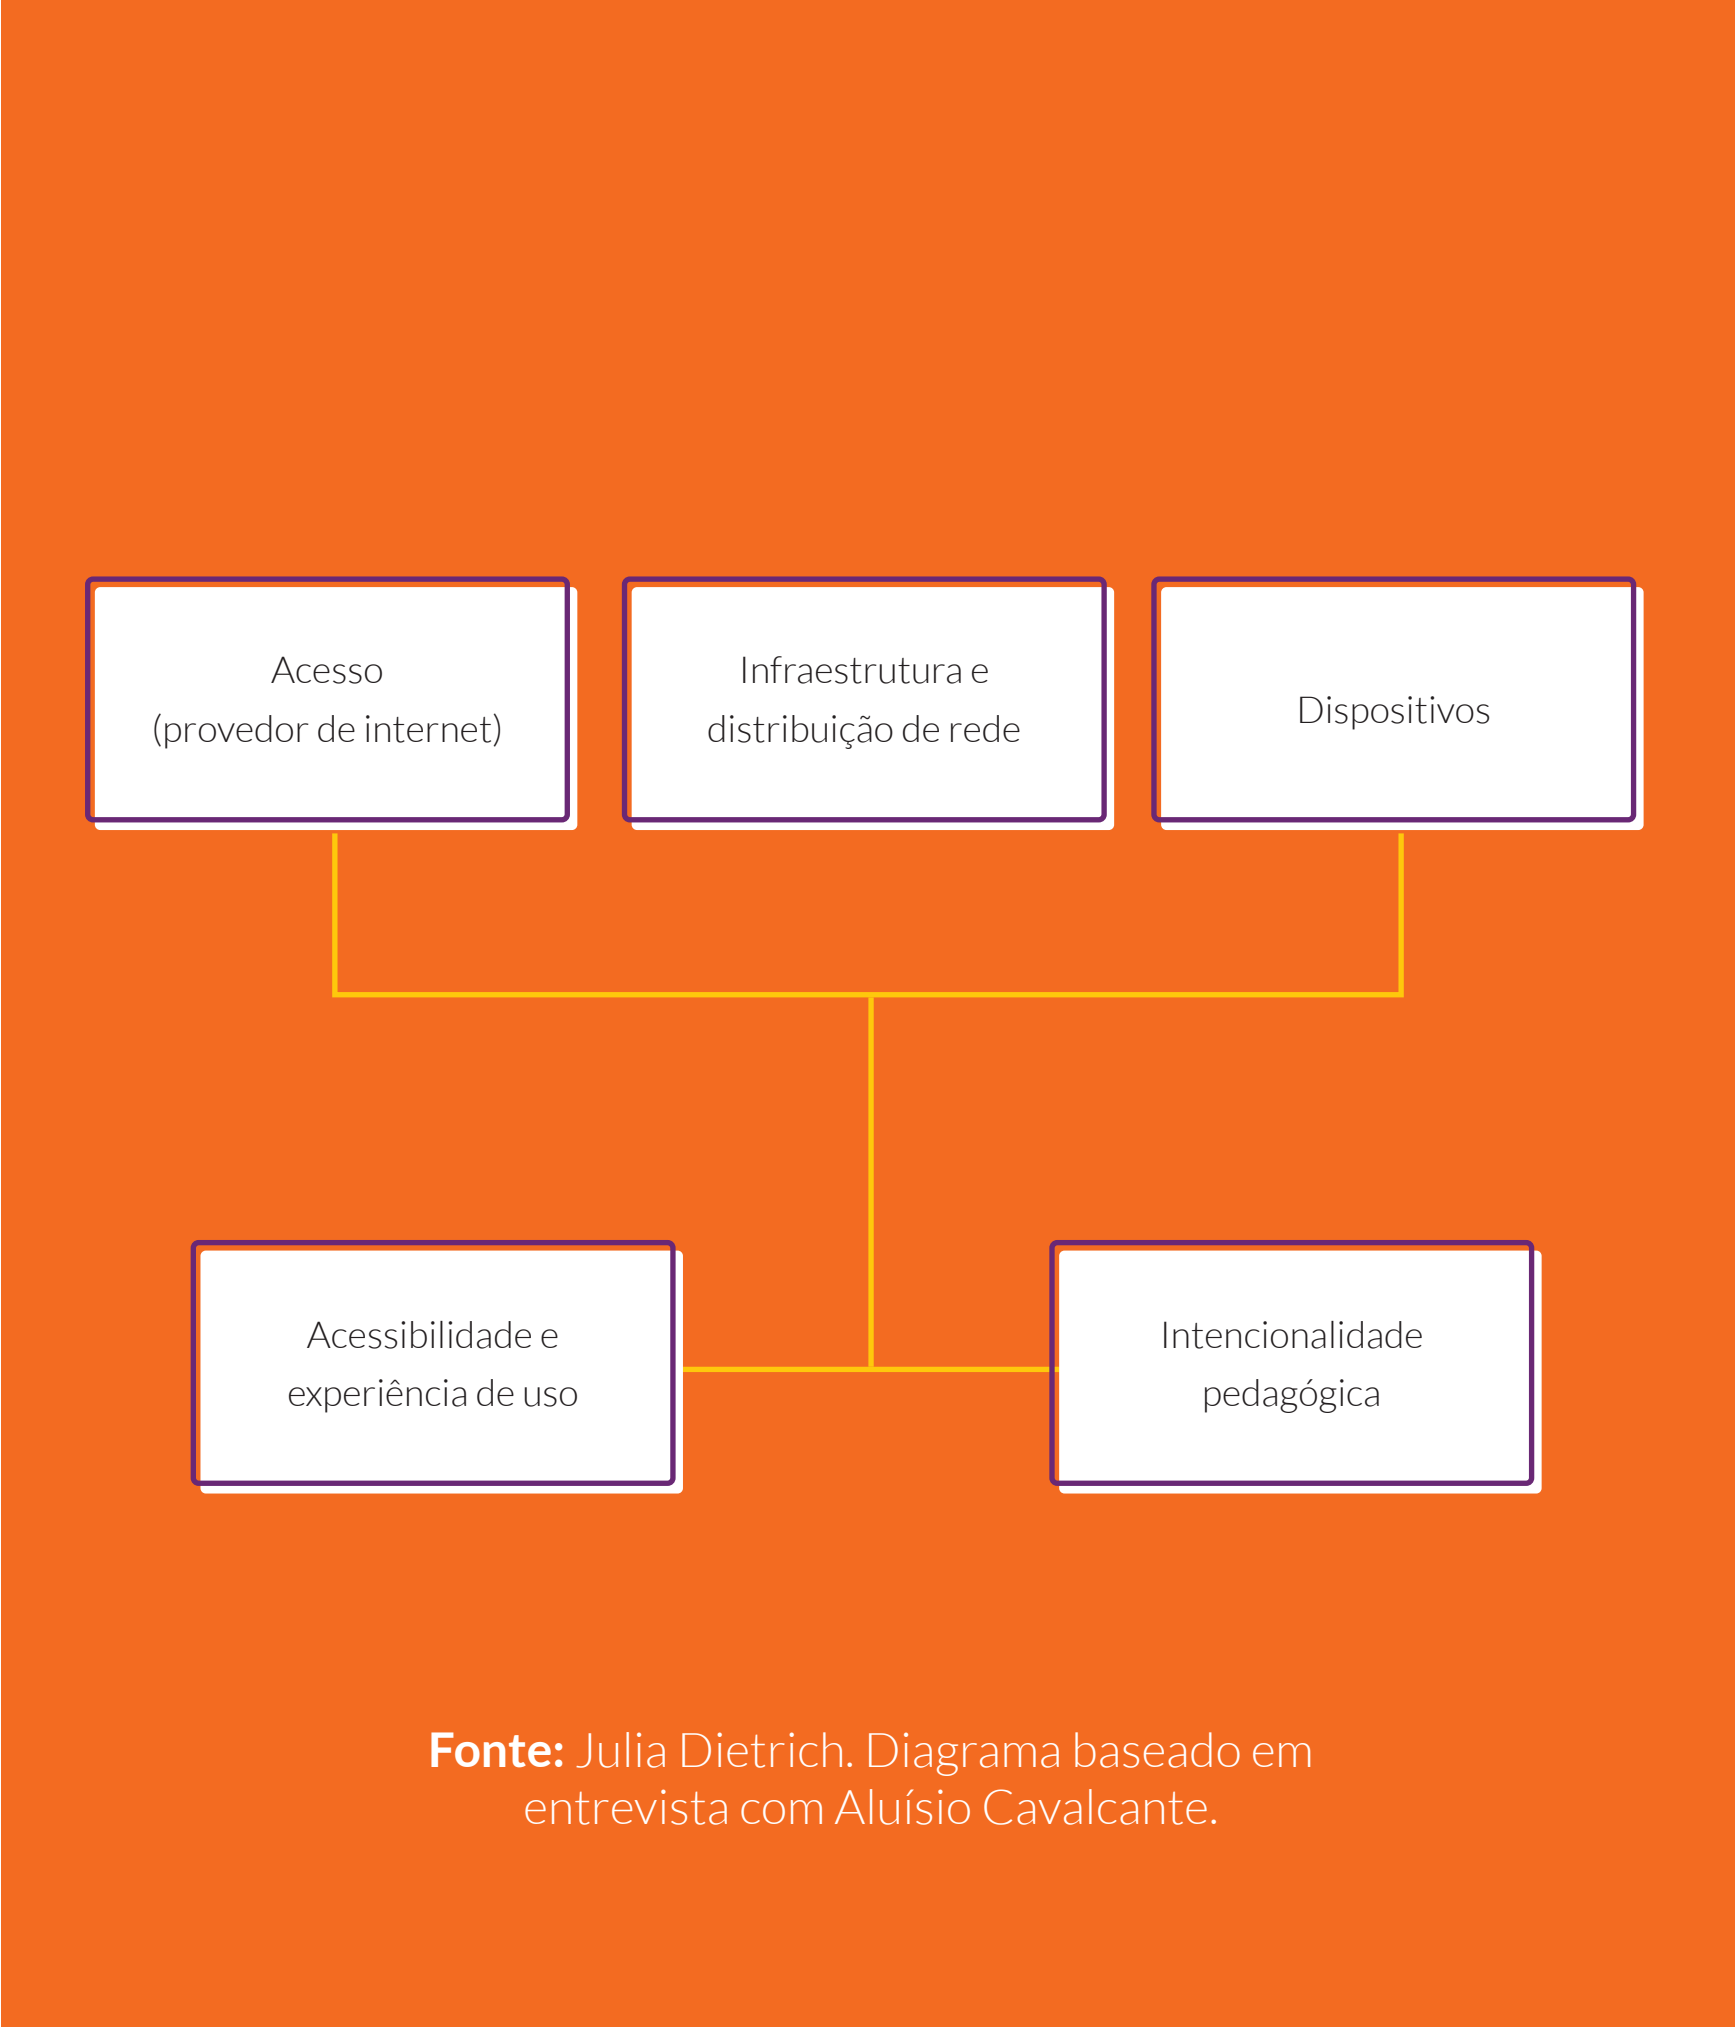 Acesso
(provedor de internet)
Infraestrutura e
distribuição de rede
Dispositivos
Acessibilidade e
experiência de uso
Intencionalidade
pedagógica
Fonte: Julia Dietrich. Diagrama baseado em
entrevista com Aluísio Cavalcante.